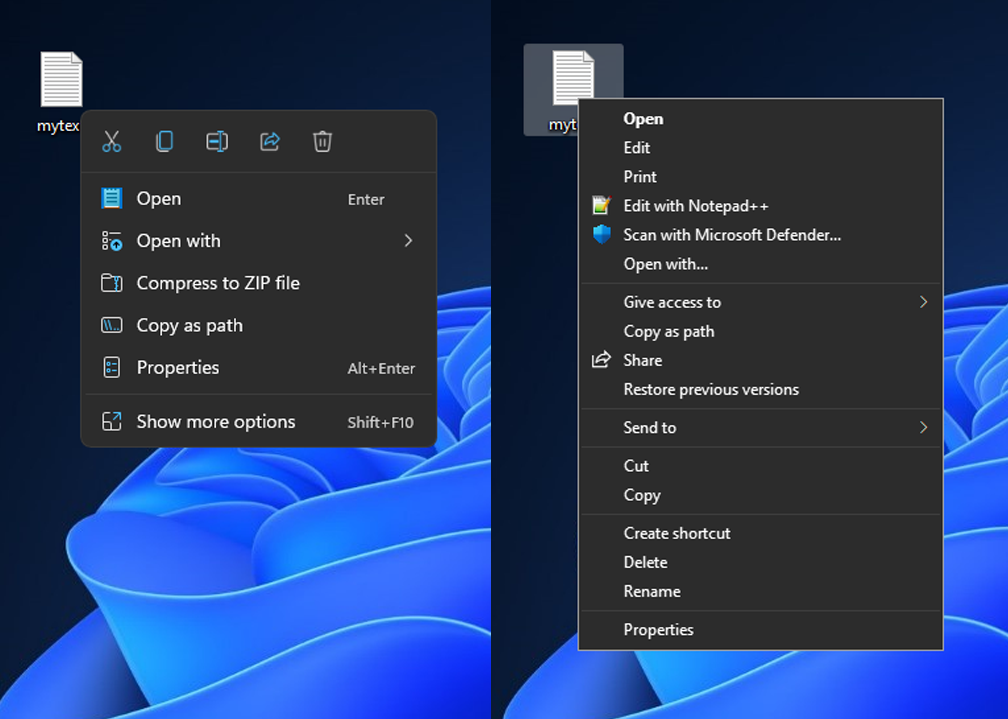 mytex
Open Enter
Open with
Compress to ZIP file
Copy as path
Properties Alt+Enter
Show more options Shift+F10
myt
Open
Edit
Print
Edit with Notepad++
Scan with Microsoft Defender...
Open with...
Give access to
Copy as path
Share
Restore previous versions
Send to
Cut
Copy
Create shortcut
Delete
Rename
Properties